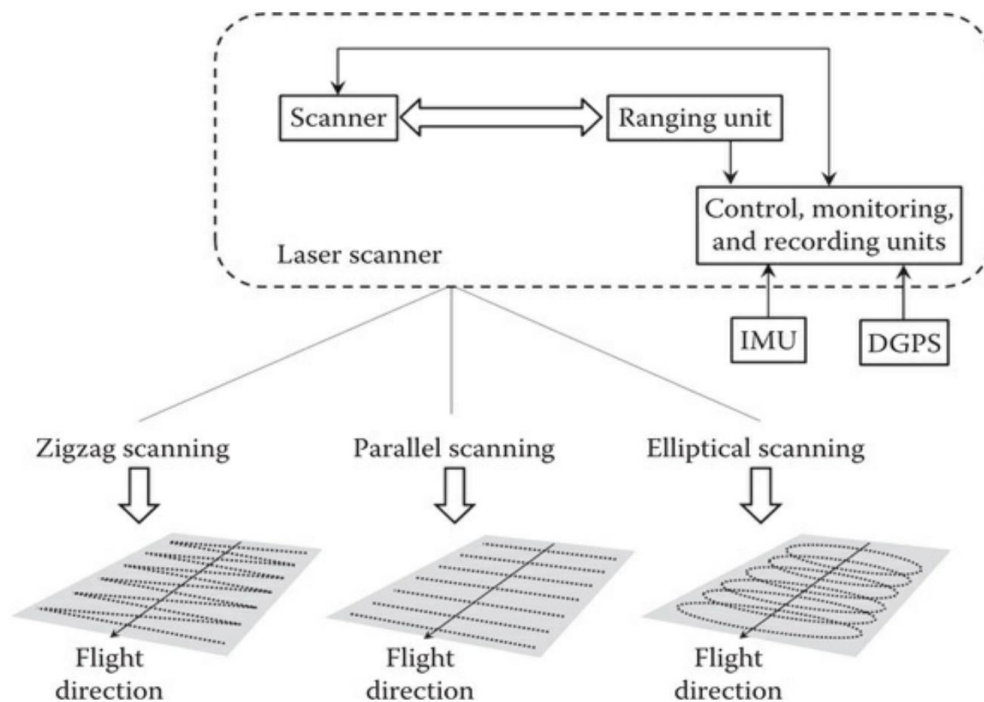 Scanner
Ranging unit
Control, monitoring,
and recording units
Laser scanner
IMU
DGPS
Zigzag scanning
Parallel scanning
Elliptical scanning
Flight
direction
Flight
direction
Flight
direction